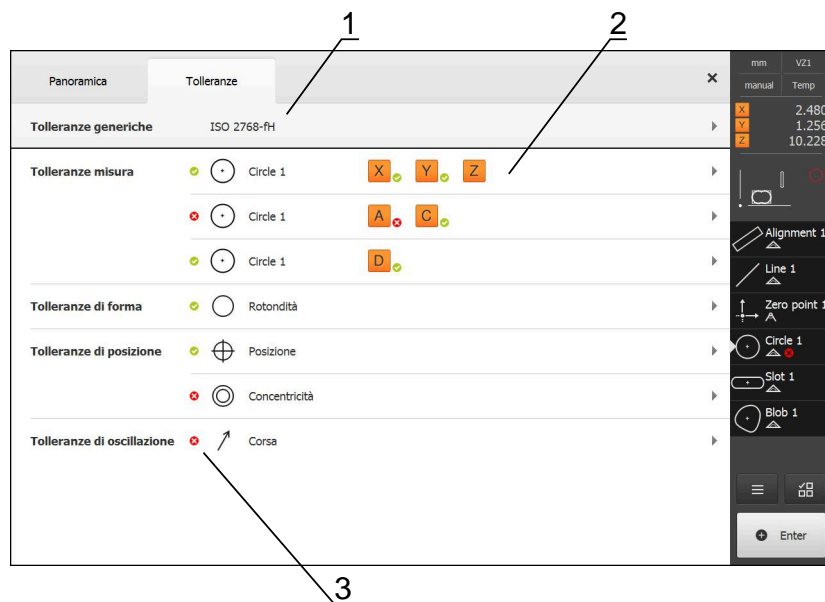 1
2
Panoramica
Tolleranze
Tolleranze generiche ISO 2768-fH
Tolleranze misura Circle 1 X Y Z
Circle 1 A C
Circle 1 D
Tolleranze di forma Rotondità
Tolleranze di posizione Posizione
Concentricità
Tolleranze di oscillazione Corsa
3
mm VZ1
manual Temp
X 2.480
Y 1.256
Z 10.228
Alignment 1
Line 1
Zero point 1
Circle 1
Slot 1
Blob 1
Enter